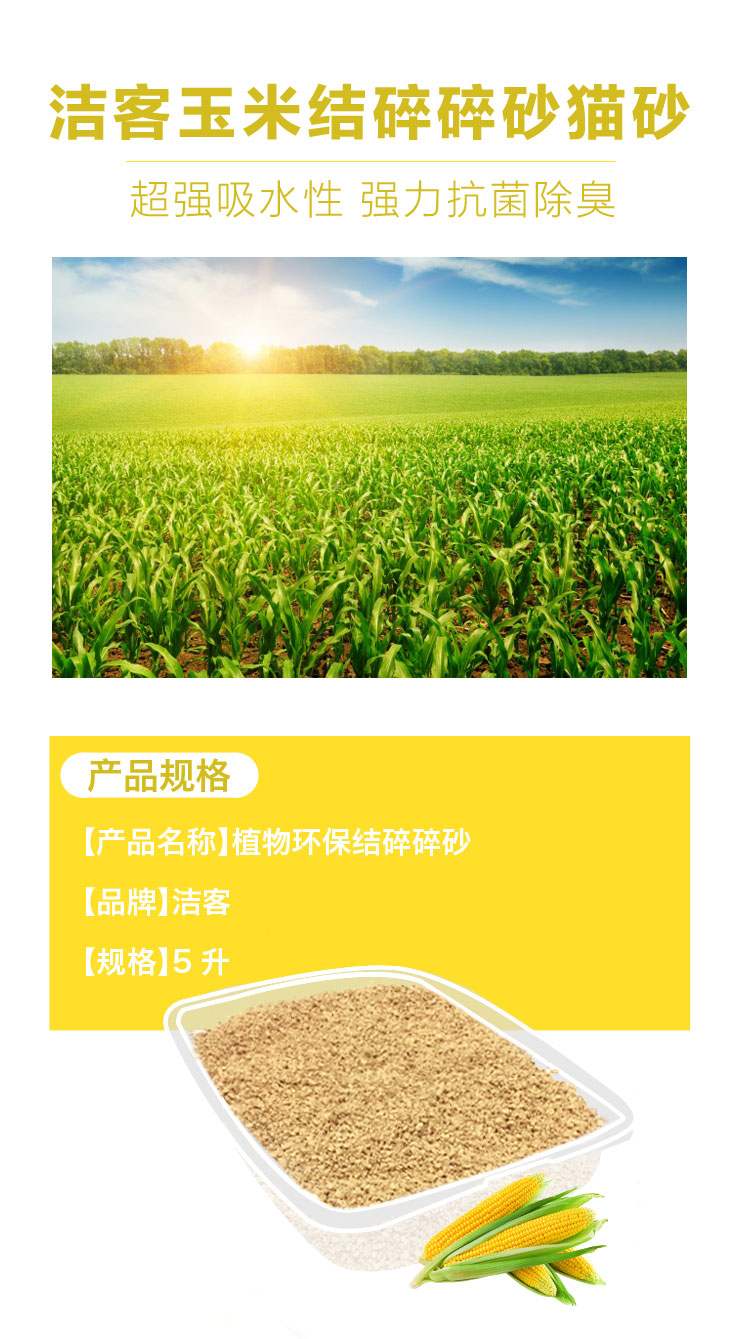 洁客玉米结碎碎砂猫砂
超强吸水性 强力抗菌除臭
产品规格
【产品名称】植物环保结碎碎砂
【品牌】洁客
【规格】5 升